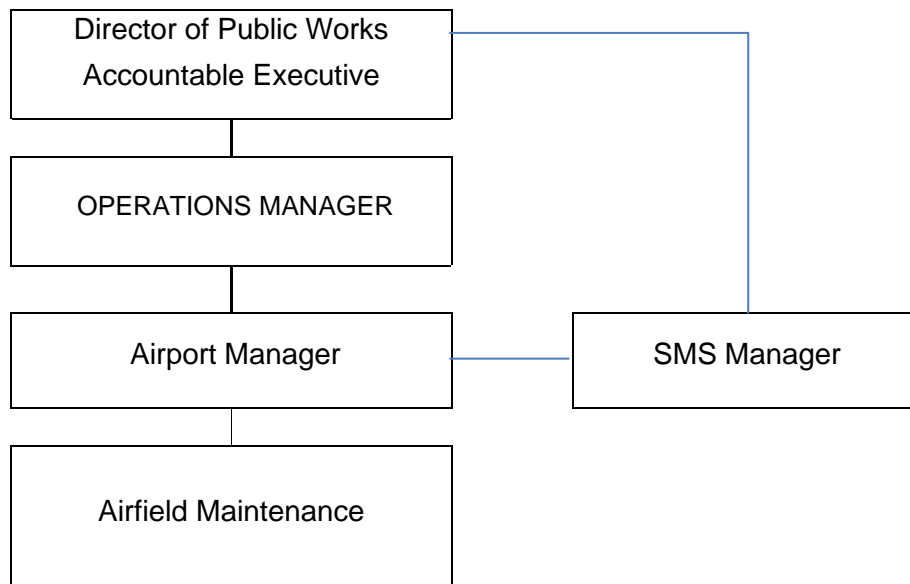 Director of Public Works
Accountable Executive
OPERATIONS MANAGER
Airport Manager
SMS Manager
Airfield Maintenance